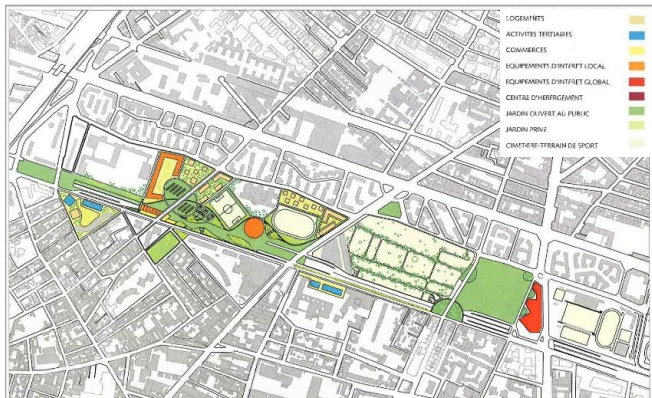 LOGEMENTS
ACTIVITES TERTIAIRES
COMMERCES
EQUIPEMENTS D'INTERET LOCAL
EQUIPEMENTS D'INTERET GLOBAL
CENTRE D'HEBERGEMENT
JARDIN OUVERT AU PUBLIC
JARDIN PRIVE
CIMETIERE-TERRAIN DE SPORT